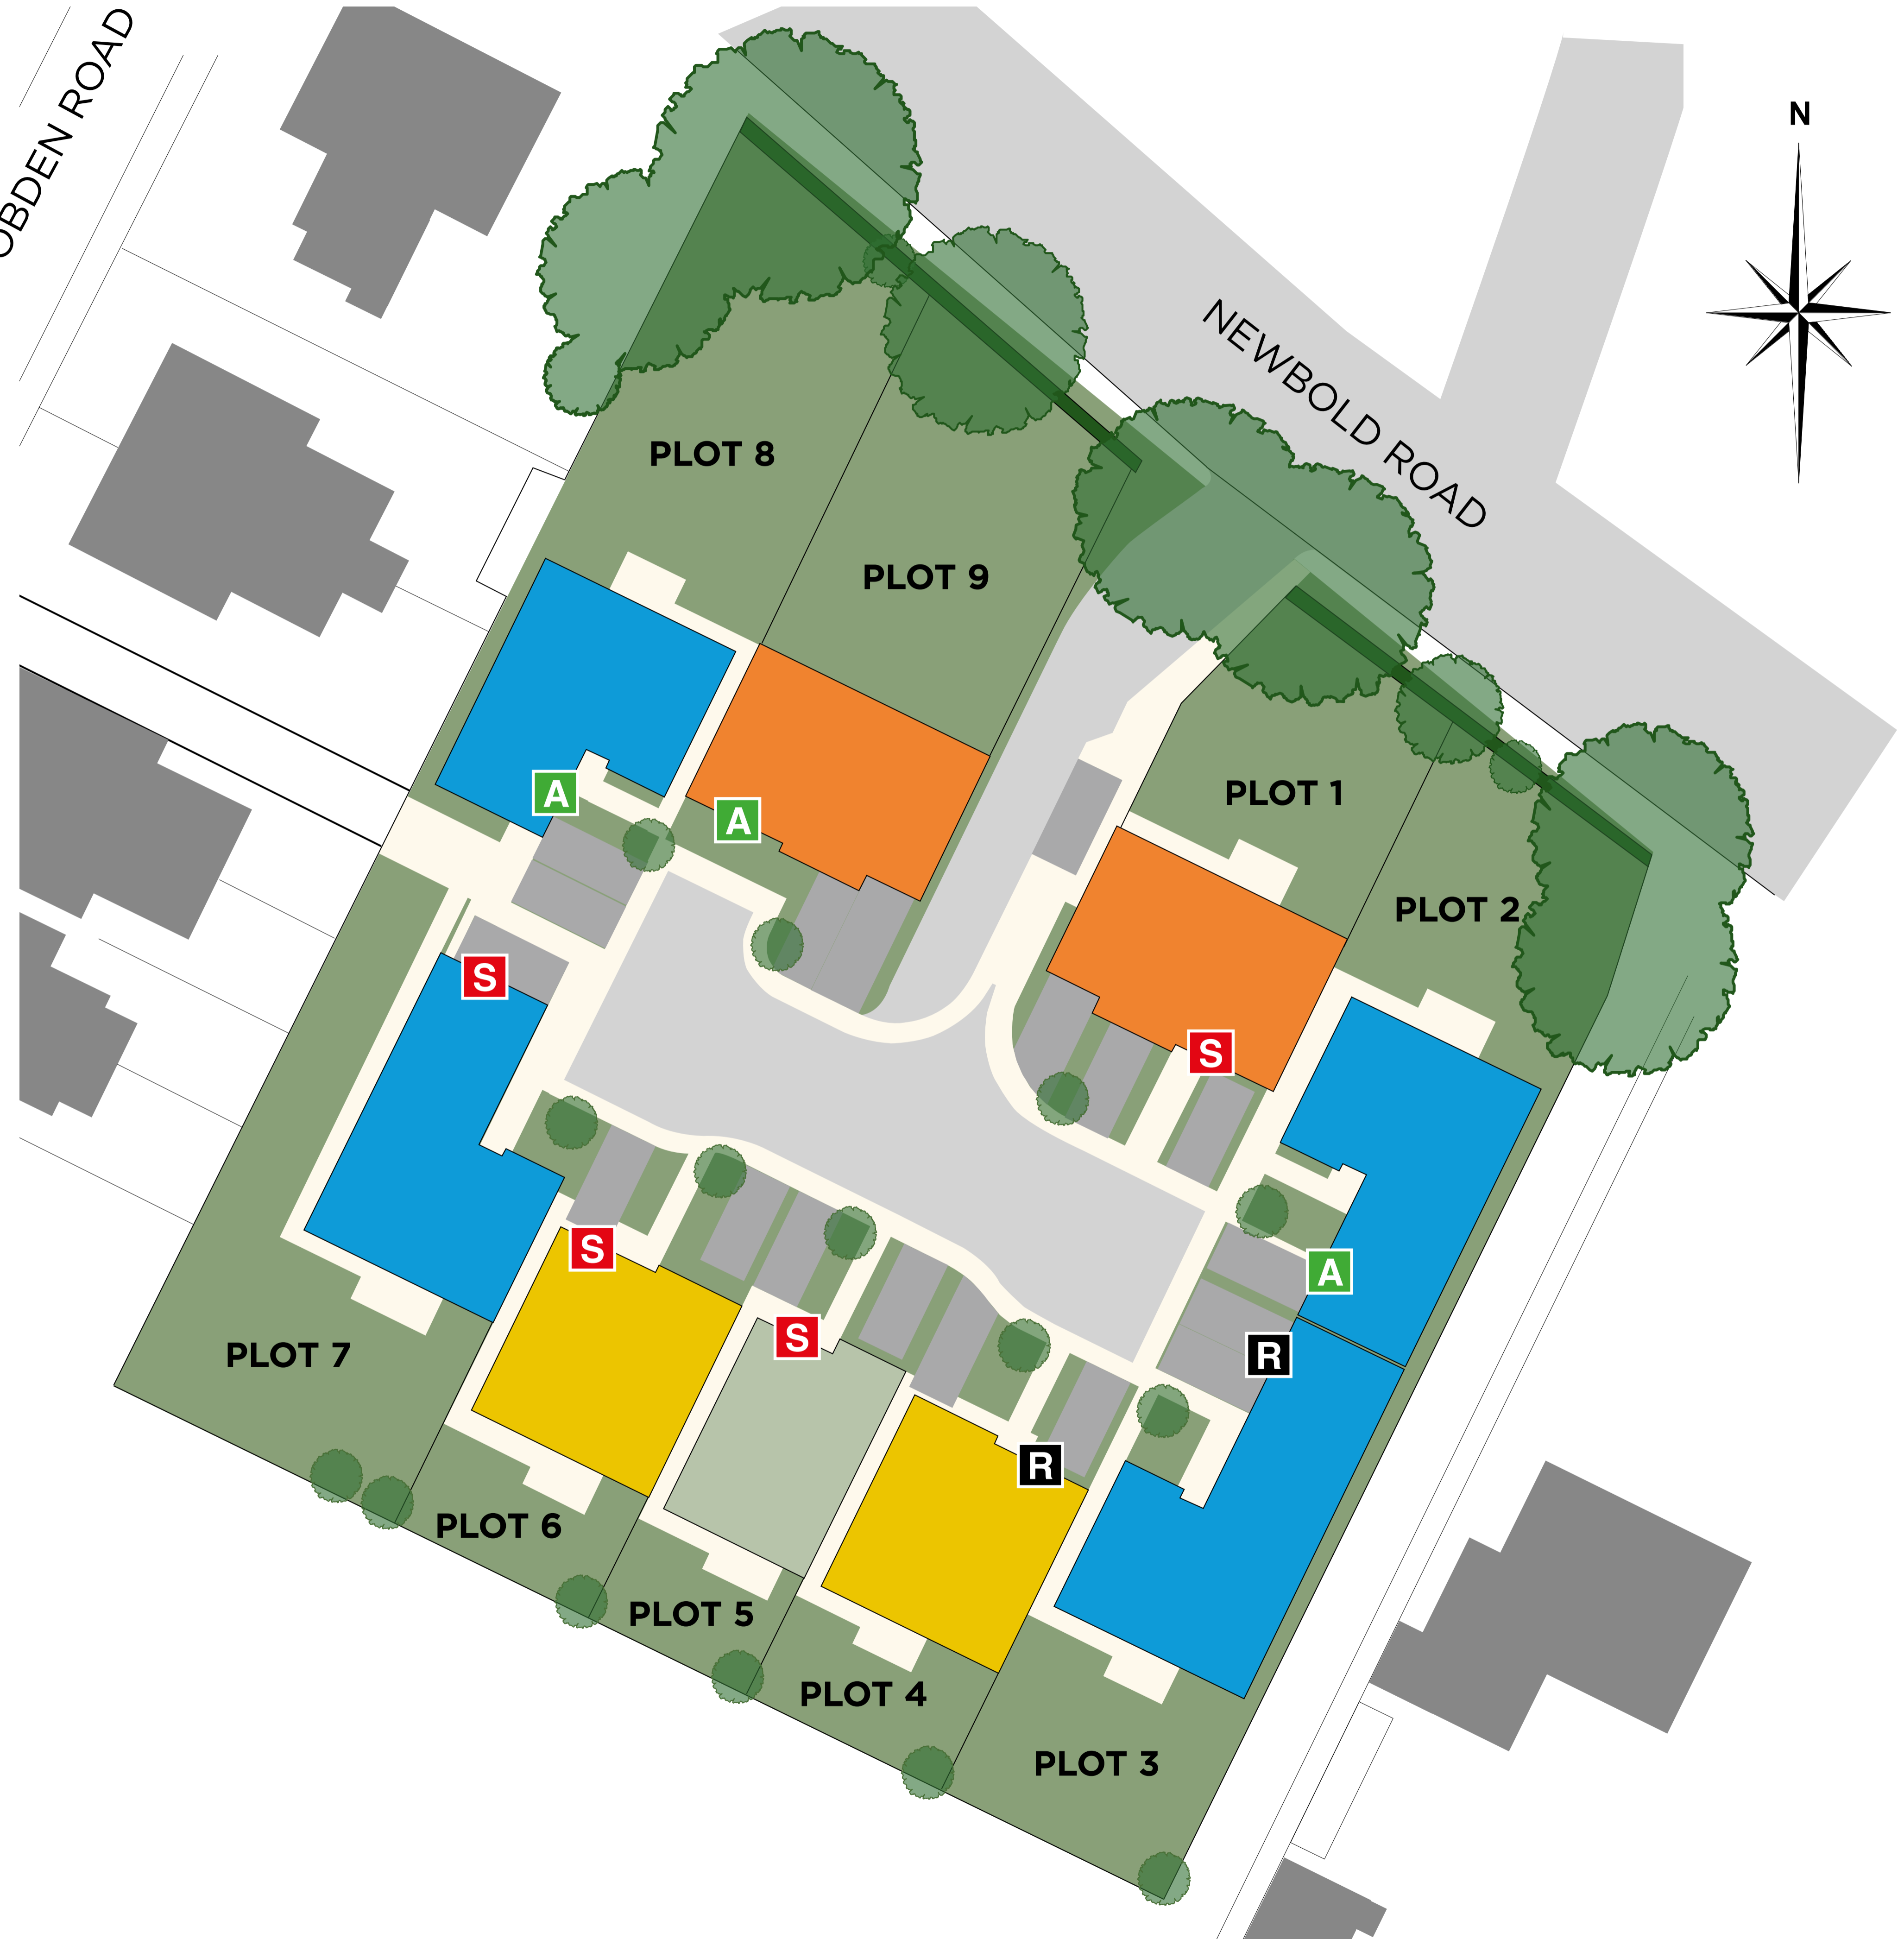 OBDEN ROAD
N
NEWBOLD ROAD
PLOT 8
PLOT 9
PLOT 1
A
A
PLOT 2
S
S
S
A
S
R
PLOT 7
R
PLOT 6
PLOT 5
PLOT 4
PLOT 3